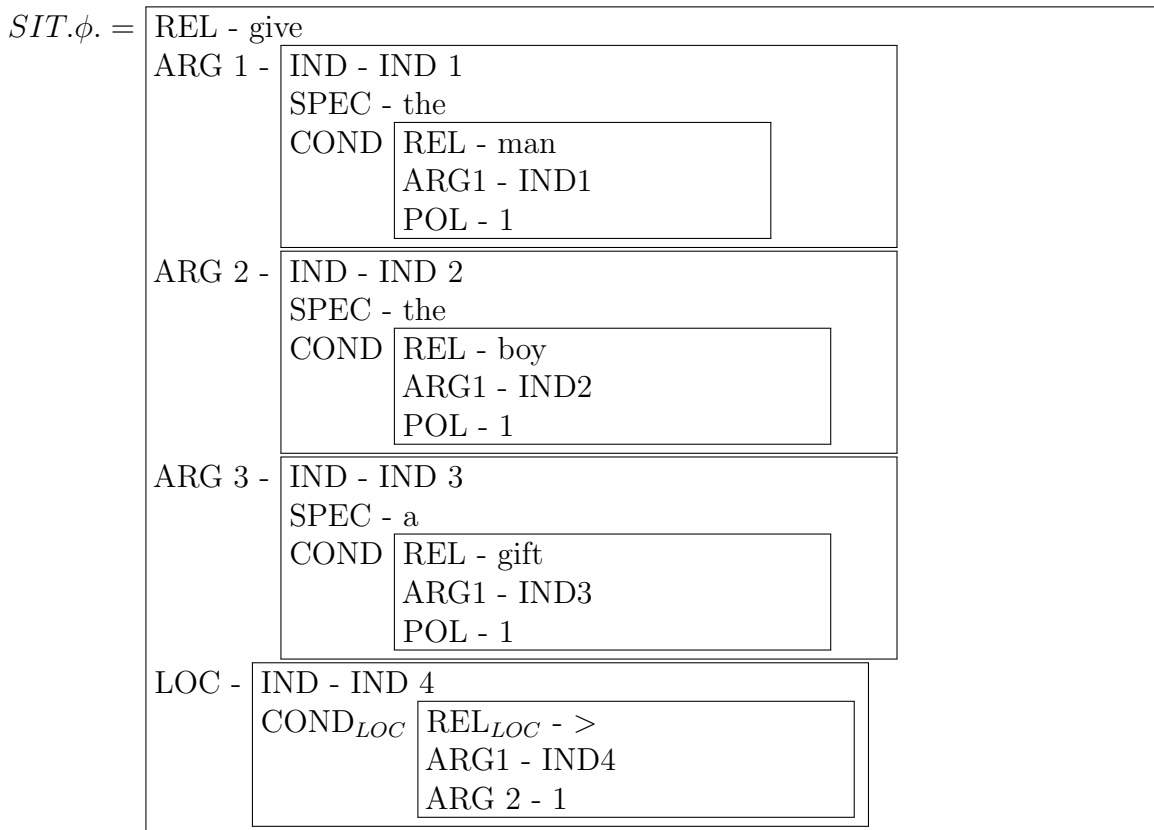 SIT.ϕ. = REL - give
ARG 1 - IND - IND 1
SPEC - the
COND REL - man
ARG1 - IND1
POL - 1
ARG 2 - IND - IND 2
SPEC - the
COND REL - boy
ARG1 - IND2
POL - 1
ARG 3 - IND - IND 3
SPEC - a
COND REL - gift
ARG1 - IND3
POL - 1
LOC - IND - IND 4
COND_LOC REL_LOC - >
ARG1 - IND4
ARG 2 - 1